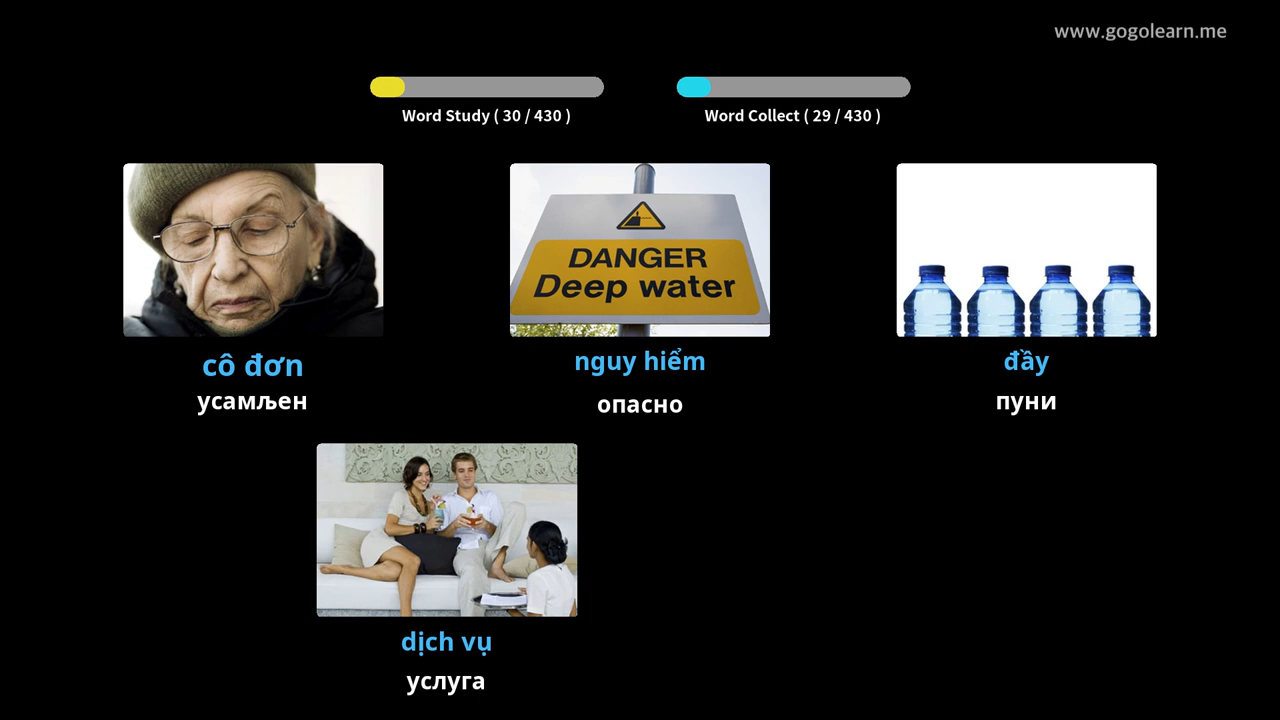 www.gogolearn.me
Word Study ( 30 / 430 )
Word Collect ( 29 / 430 )
DANGER
Deep water
cô đơn
усамљен
nguy hiểm
опасно
đầy
пуни
dịch vụ
услуга